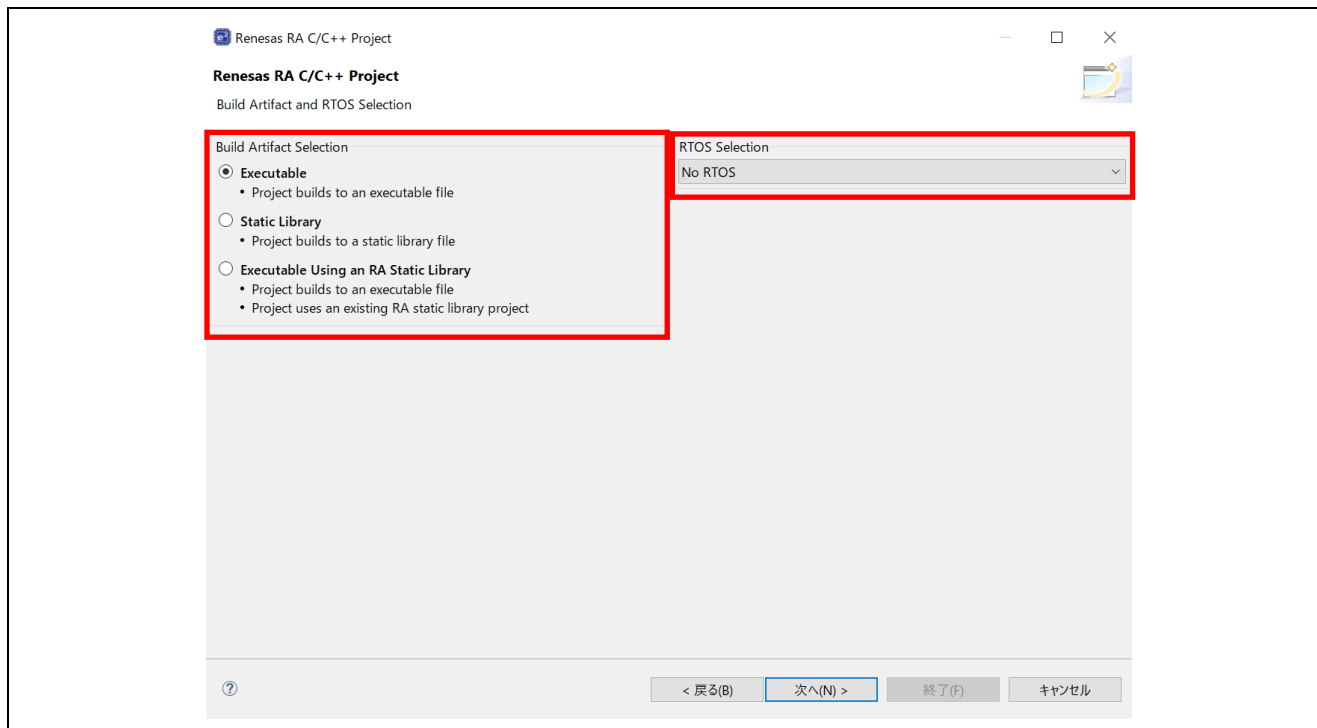 Renesas RA C/C++ Project
Renesas RA C/C++ Project
Build Artifact and RTOS Selection
Build Artifact Selection
Executable
• Project builds to an executable file
Static Library
• Project builds to a static library file
Executable Using an RA Static Library
• Project builds to an executable file
• Project uses an existing RA static library project
RTOS Selection
No RTOS
?
< 戻る(B)
次へ(N) >
終了(F)
キャンセル